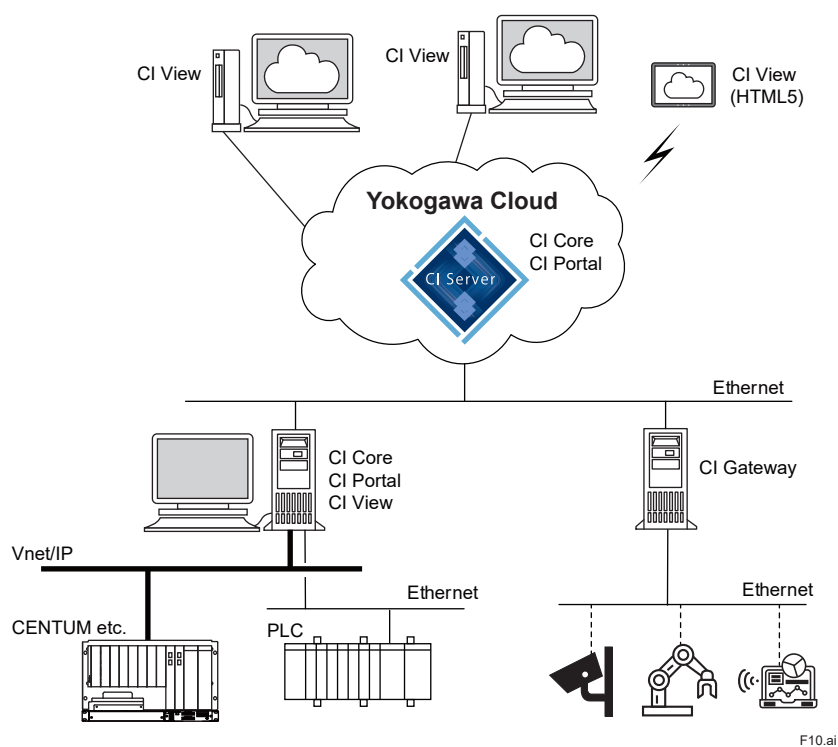 CI View
CI View
CI View
(HTML5)
Yokogawa Cloud
CI Core
CI Portal
CI Server
Ethernet
CI Core
CI Portal
CI View
CI Gateway
Vnet/IP
Ethernet
Ethernet
CENTUM etc.
PLC
F10.ai